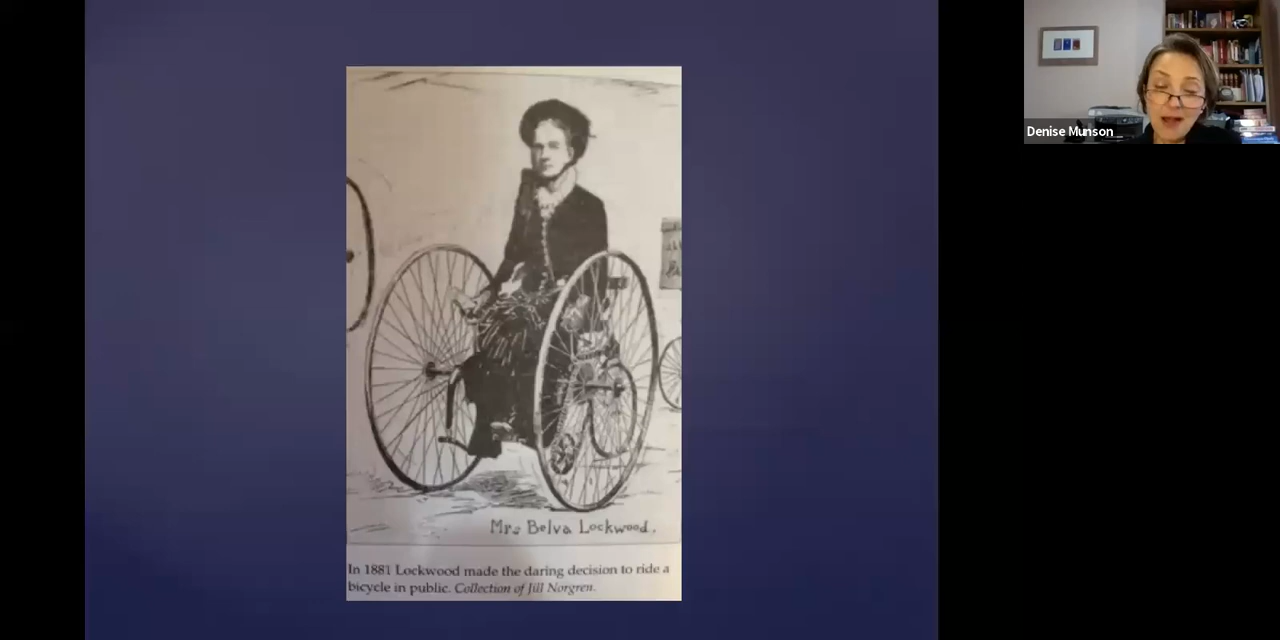 Denise Munson
Mrs Belva Lockwood.
In 1881 Lockwood made the daring decision to ride a
bicycle in public. Collection of Jill Norgren.